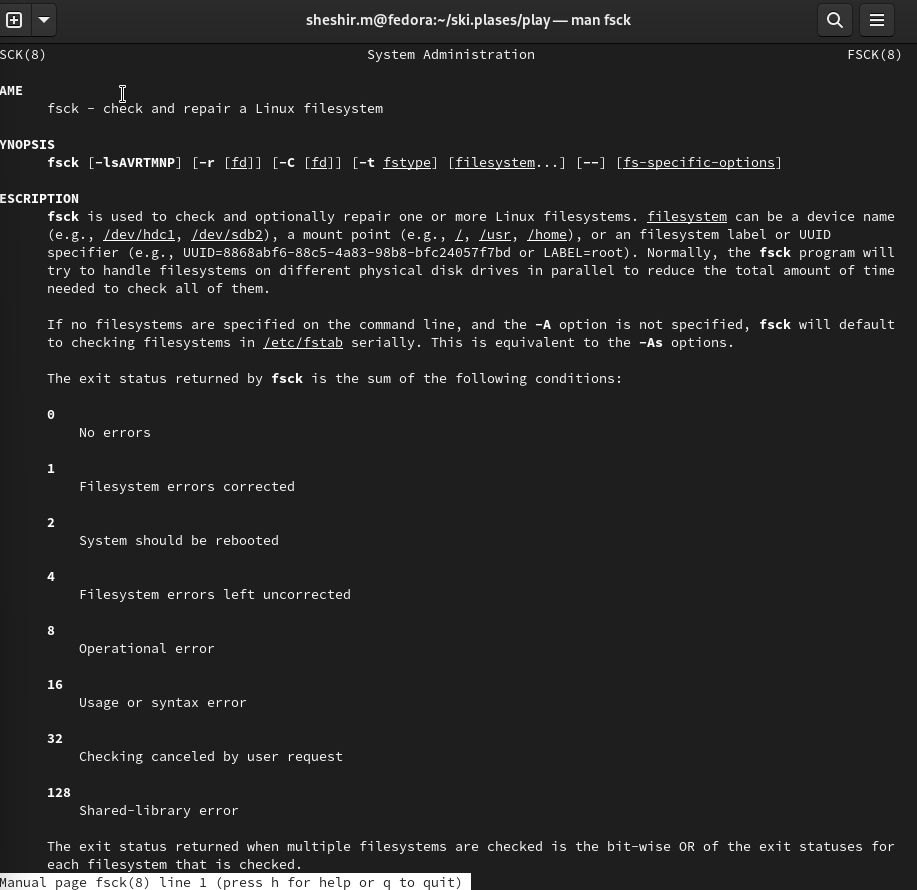 sheshir.m@fedora:~/ski.plases/play — man fsck
SCK(8) System Administration FSCK(8)
AME
fsck - check and repair a Linux filesystem
YNOPSIS
fsck [-lsAVRTMNP] [-r [fd]] [-C [fd]] [-t fstype] [filesystem...] [--] [fs-specific-options]
ESCRIPTION
fsck is used to check and optionally repair one or more Linux filesystems. filesystem can be a device name
(e.g., /dev/hdc1, /dev/sdb2), a mount point (e.g., /, /usr, /home), or an filesystem label or UUID
specifier (e.g., UUID=8868abf6-88c5-4a83-98b8-bfc24057f7bd or LABEL=root). Normally, the fsck program will
try to handle filesystems on different physical disk drives in parallel to reduce the total amount of time
needed to check all of them.
If no filesystems are specified on the command line, and the -A option is not specified, fsck will default
to checking filesystems in /etc/fstab serially. This is equivalent to the -As options.
The exit status returned by fsck is the sum of the following conditions:
0
No errors
1
Filesystem errors corrected
2
System should be rebooted
4
Filesystem errors left uncorrected
8
Operational error
16
Usage or syntax error
32
Checking canceled by user request
128
Shared-library error
The exit status returned when multiple filesystems are checked is the bit-wise OR of the exit statuses for
each filesystem that is checked.
Manual page fsck(8) line 1 (press h for help or q to quit)